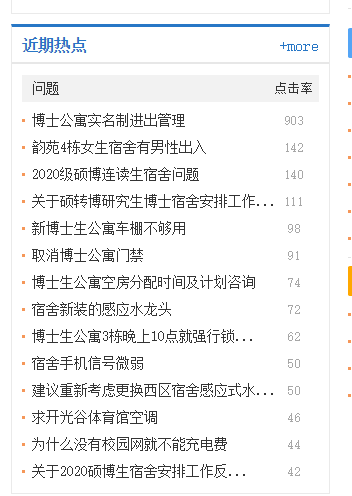 近期热点 +more
问题 点击率
博士公寓实名制进出管理 903
韵苑4栋女生宿舍有男性出入 142
2020级硕博连读生宿舍问题 140
关于硕转博研究生博士宿舍安排工作... 111
新博士生公寓车棚不够用 98
取消博士公寓门禁 91
博士生公寓空房分配时间及计划咨询 74
宿舍新装的感应水龙头 72
博士生公寓3栋晚上10点就强行锁... 62
宿舍手机信号微弱 50
建议重新考虑更换西区宿舍感应式水... 50
求开光谷体育馆空调 46
为什么没有校园网就不能充电费 44
关于2020硕博生宿舍安排工作反... 42